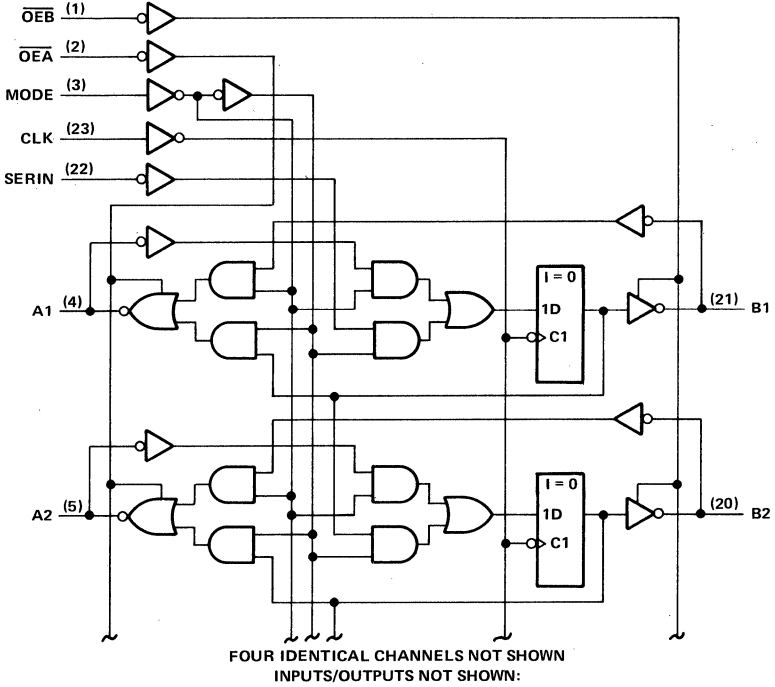 OEB (1)
OEA (2)
MODE (3)
CLK (23)
SERIN (22)
A1 (4)
I = 0
1D
C1
(21) B1
A2 (5)
I = 0
1D
C1
(20) B2
FOUR IDENTICAL CHANNELS NOT SHOWN
INPUTS/OUTPUTS NOT SHOWN: